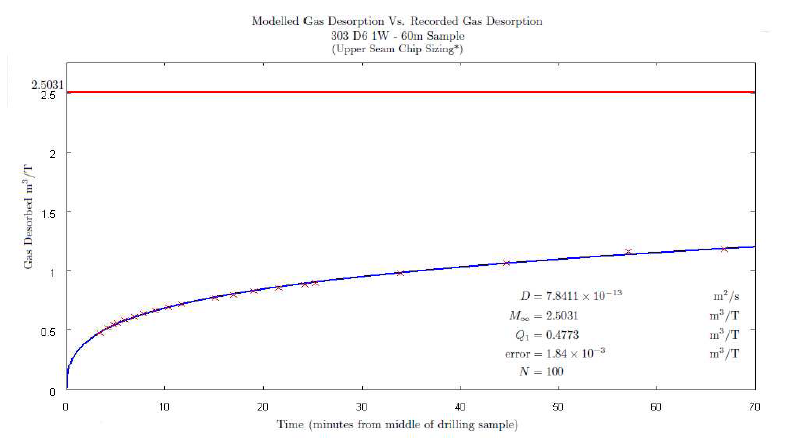 Modelled Gas Desorption Vs. Recorded Gas Desorption
303 D6 1W - 60m Sample
(Upper Seam Chip Sizing*)
2.5031
2.5
2
1.5
1
0.5
0
Gas Desorbed m³/T
D = 7.8411 × 10⁻¹³ m²/s
M∞ = 2.5031 m³/T
Q₁ = 0.4773 m³/T
error = 1.84 × 10⁻³ m³/T
N = 100
0 10 20 30 40 50 60 70
Time (minutes from middle of drilling sample)